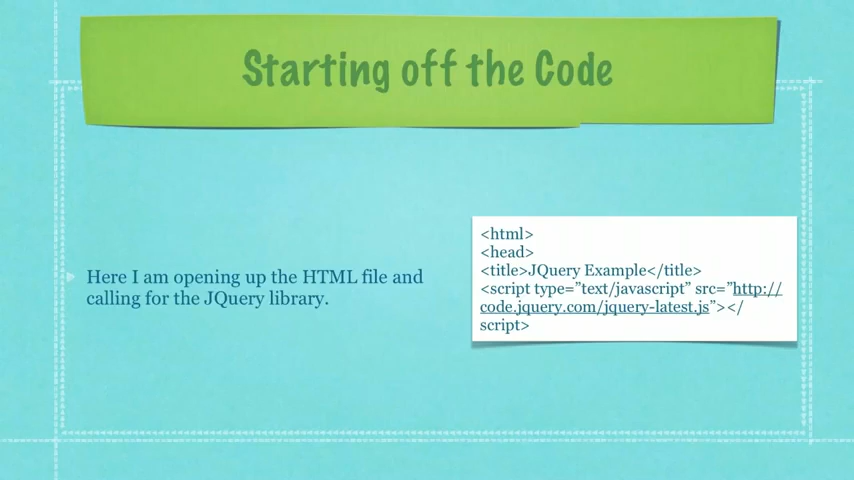 Starting off the Code
Here I am opening up the HTML file and
calling for the JQuery library.
<html>
<head>
<title>JQuery Example</title>
<script type=”text/javascript” src=”http://
code.jquery.com/jquery-latest.js”></
script>